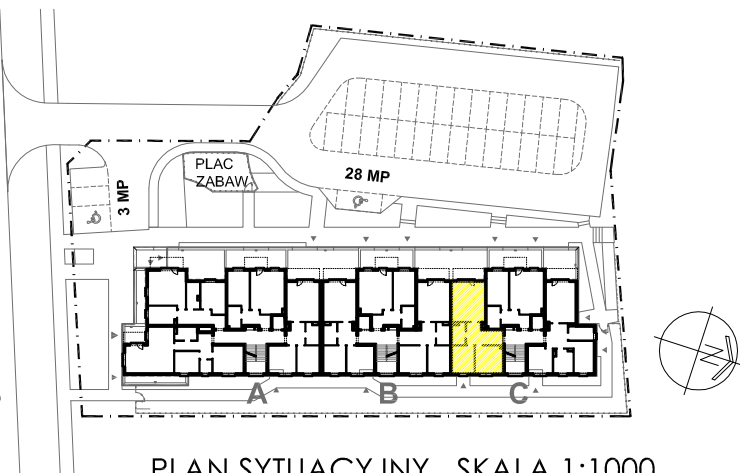 28 MP
PLAC
ZABAW
3 MP
N
A B C
PLAN SYTUACYJNY SKALA 1:1000